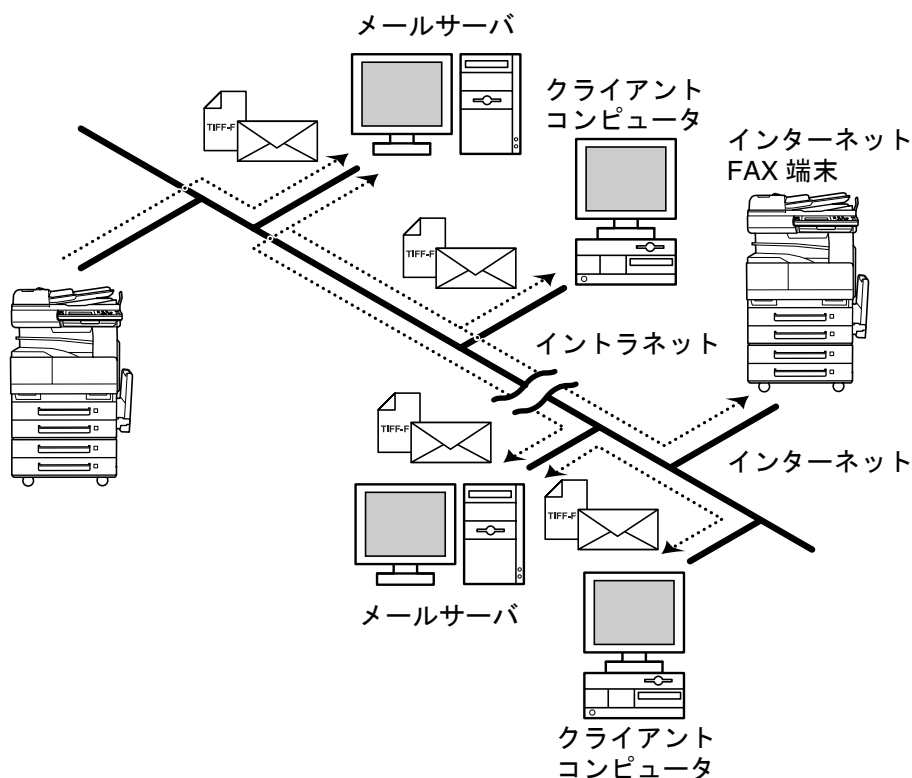 メールサーバ
クライアント
コンピュータ
インターネット
FAX 端末
TIFF-F
TIFF-F
イントラネット
TIFF-F
インターネット
TIFF-F
メールサーバ
クライアント
コンピュータ